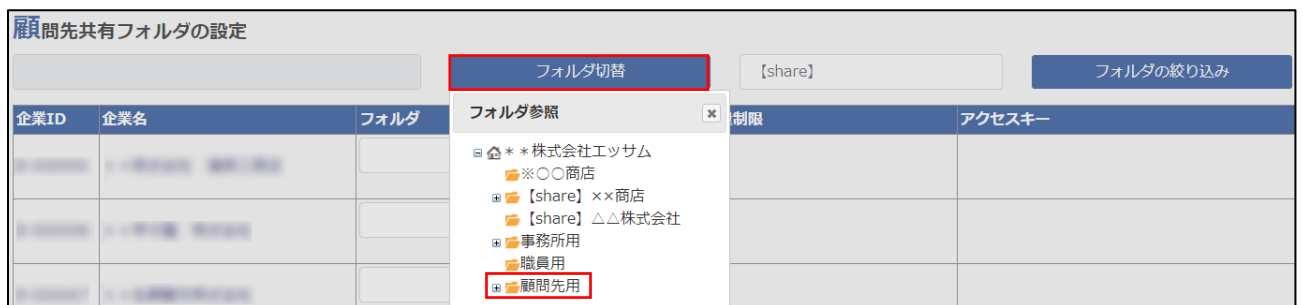 顧問先共有フォルダの設定
フォルダ切替
【share】
フォルダの絞り込み
企業ID
企業名
フォルダ
制限
アクセスキー
フォルダ参照
＊＊株式会社エッサム
※○○商店
【share】××商店
【share】△△株式会社
事務所用
職員用
顧問先用